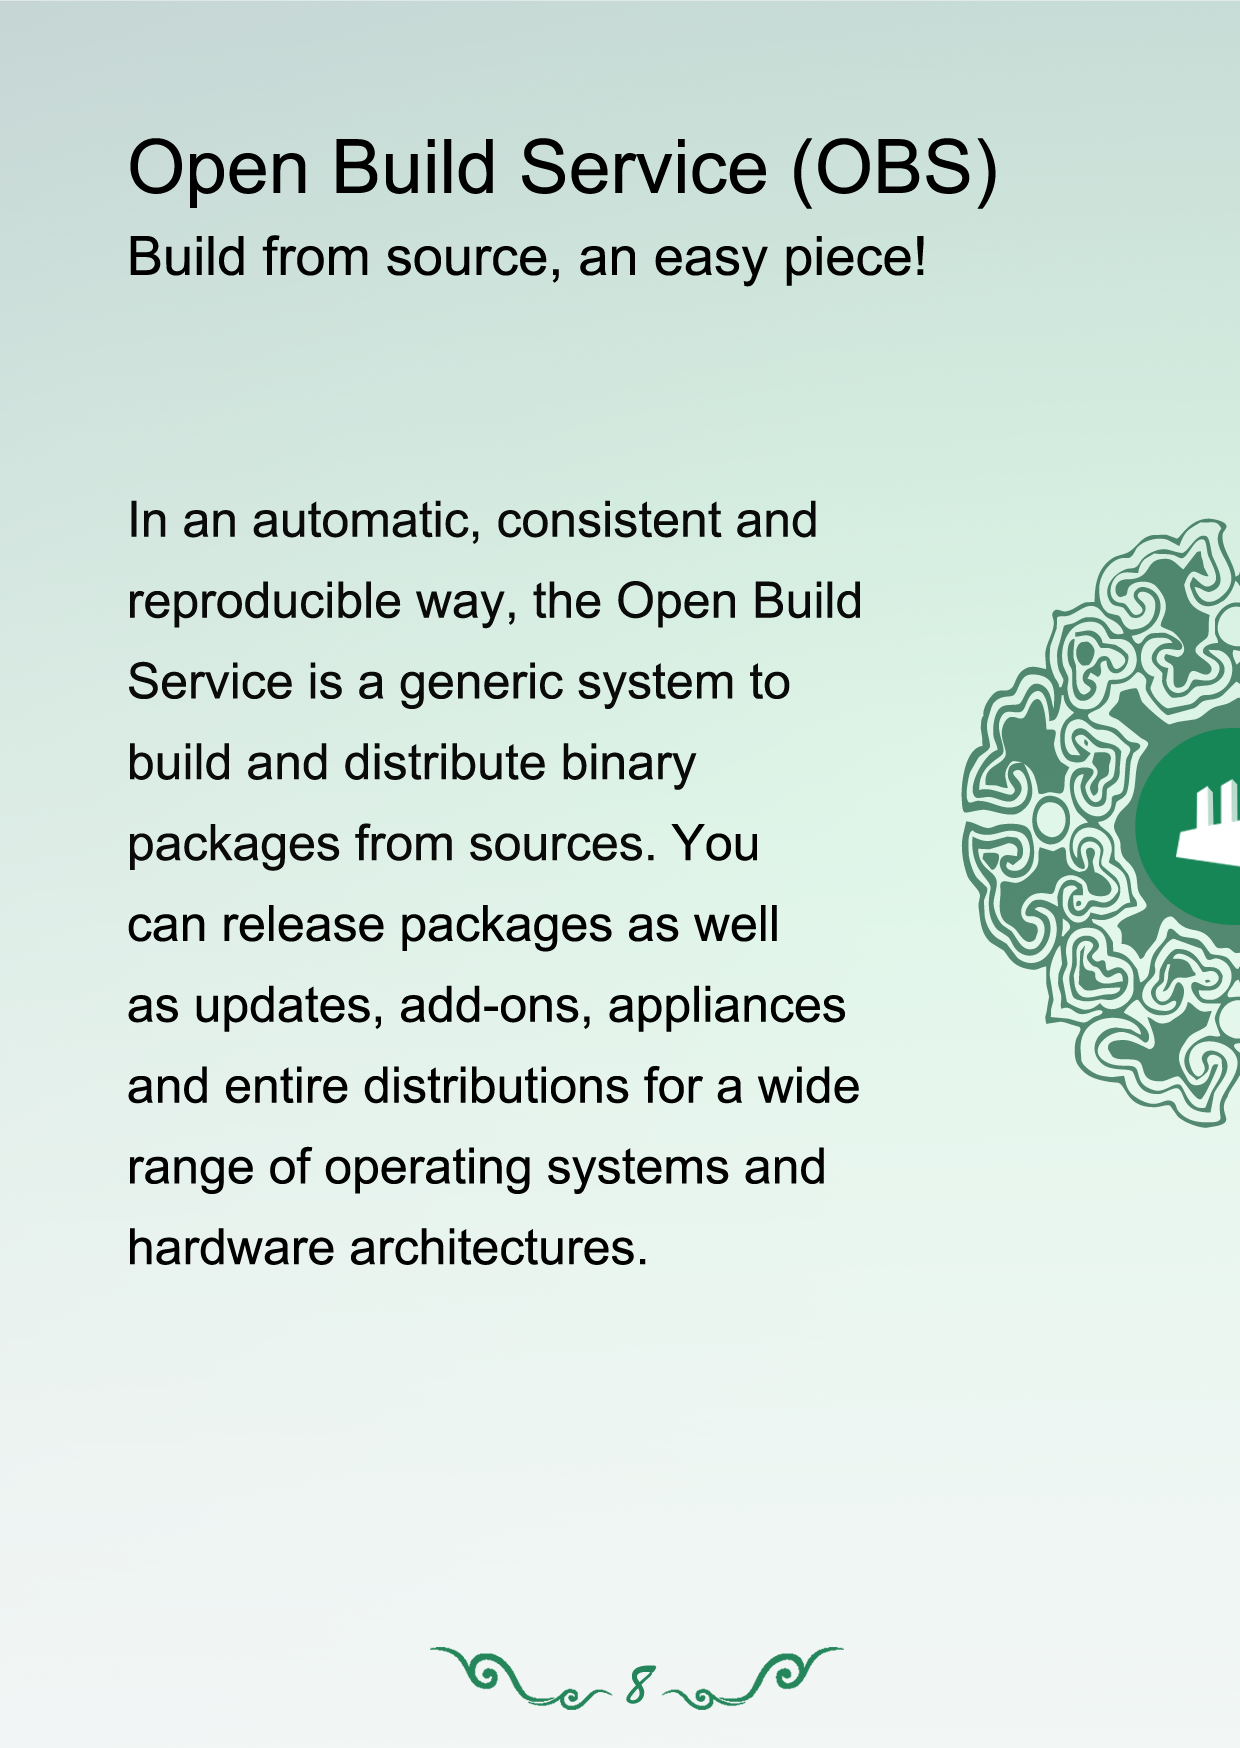 Open Build Service (OBS)
Build from source, an easy piece!
In an automatic, consistent and
reproducible way, the Open Build
Service is a generic system to
build and distribute binary
packages from sources. You
can release packages as well
as updates, add-ons, appliances
and entire distributions for a wide
range of operating systems and
hardware architectures.
8